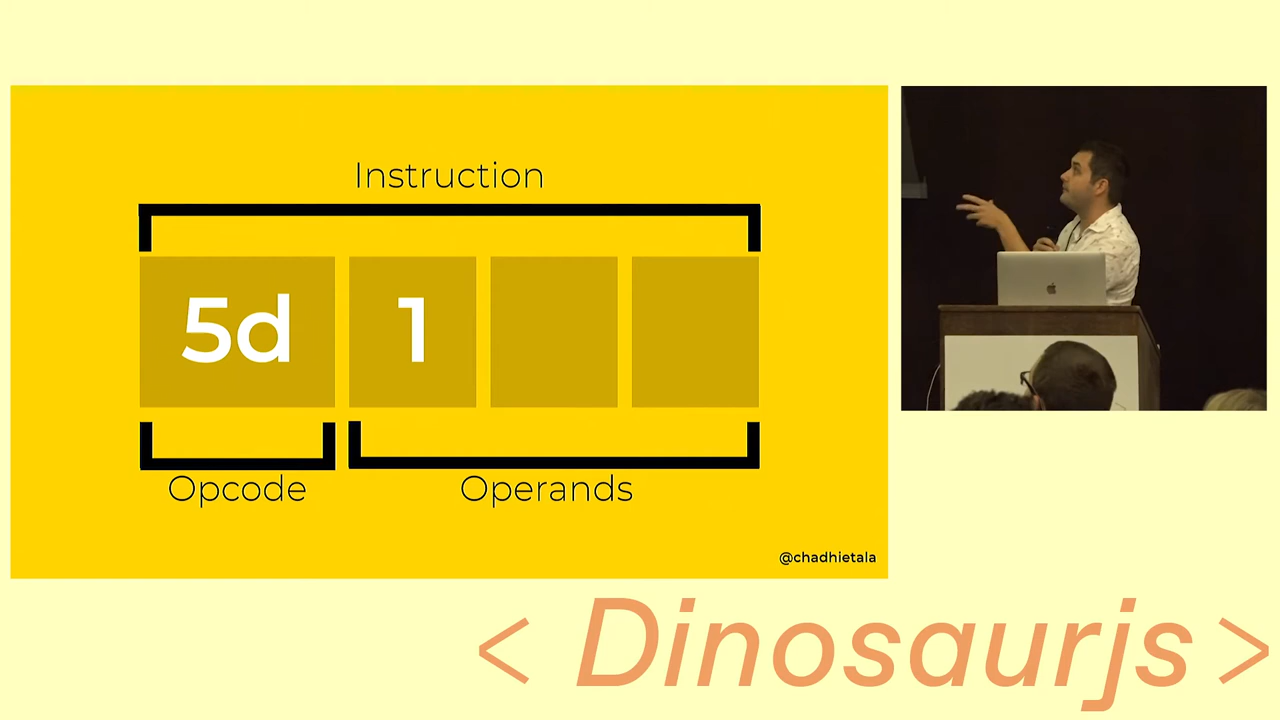 Instruction
5d 1
Opcode Operands
@chadhietala
< Dinosaurjs >